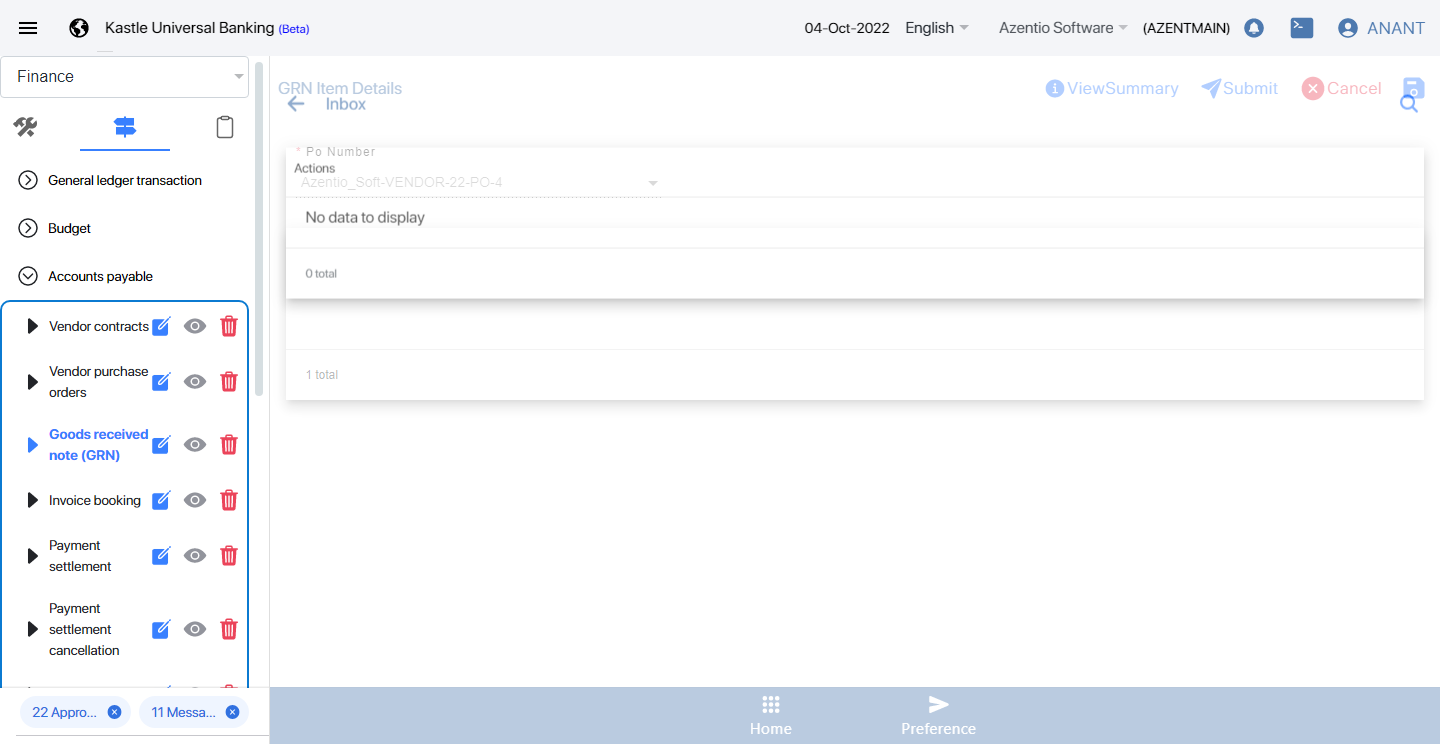 Kastle Universal Banking (Beta)
04-Oct-2022
English
Azentio Software
(AZENTMAIN)
ANANT
Finance
General ledger transaction
Budget
Accounts payable
Vendor contracts
Vendor purchase
orders
Goods received
note (GRN)
Invoice booking
Payment
settlement
Payment
settlement
cancellation
22 Appro...
11 Messa...
GRN Item Details
Inbox
ViewSummary
Submit
Cancel
* Po Number
Actions
Azentio_Soft-VENDOR-22-PO-4
No data to display
0 total
1 total
Home
Preference